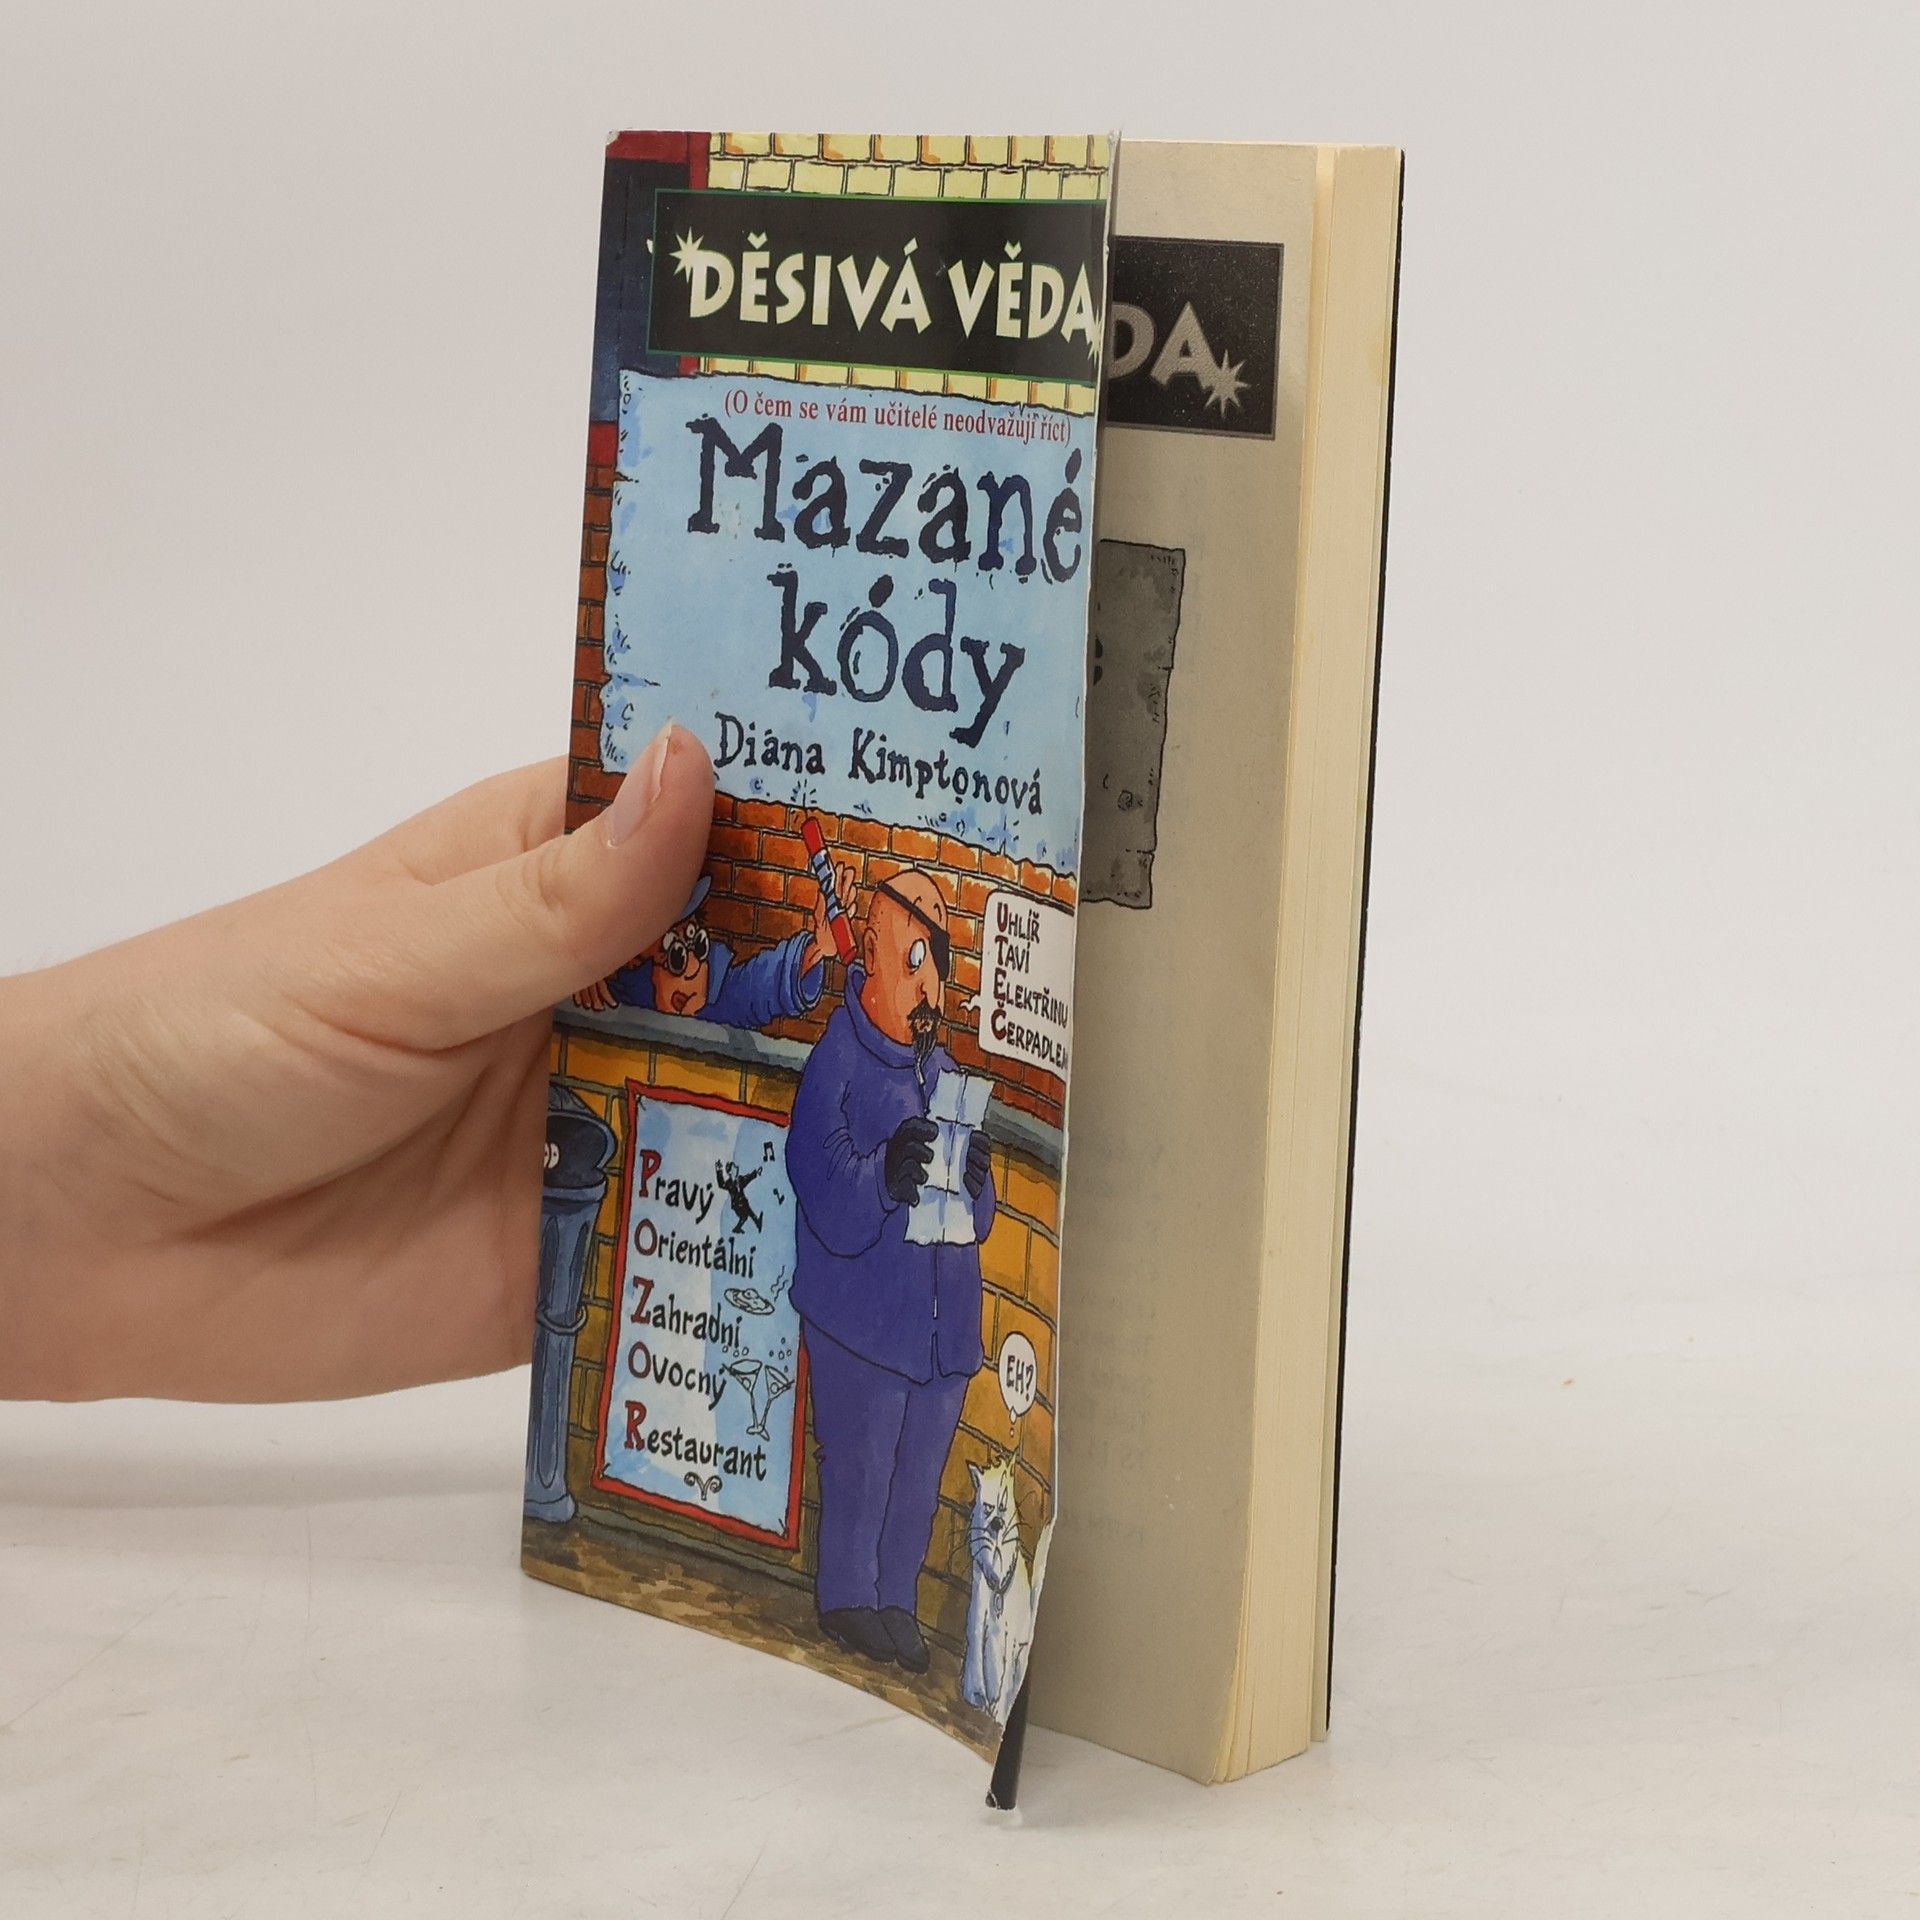 DĚSIVÁ VĚDA
DA
(O čem se vám učitelé neodvažují říct)
Mazané
kódy
Diana Kimptonová
UHLÍŘ
TAVÍ
ELEKTŘINU
ČERPADLEM
Pravý
Orientální
Zahradní
Ovocný
Restaurant
EH?